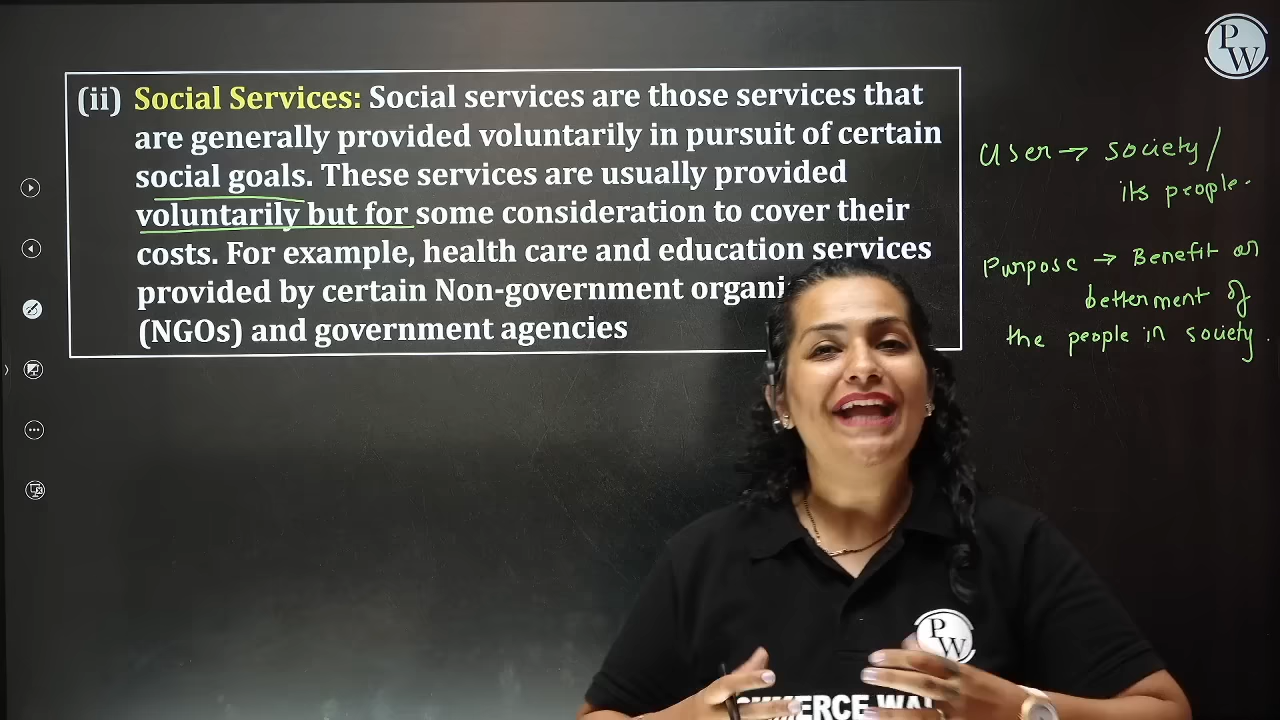 PW
(ii) Social Services: Social services are those services that
are generally provided voluntarily in pursuit of certain
social goals. These services are usually provided
voluntarily but for some consideration to cover their
costs. For example, health care and education services
provided by certain Non-government organi
(NGOs) and government agencies
User → society/
its people.
Purpose → Benefit or
betterment of
the people in society.
PW
COMMERCE WA